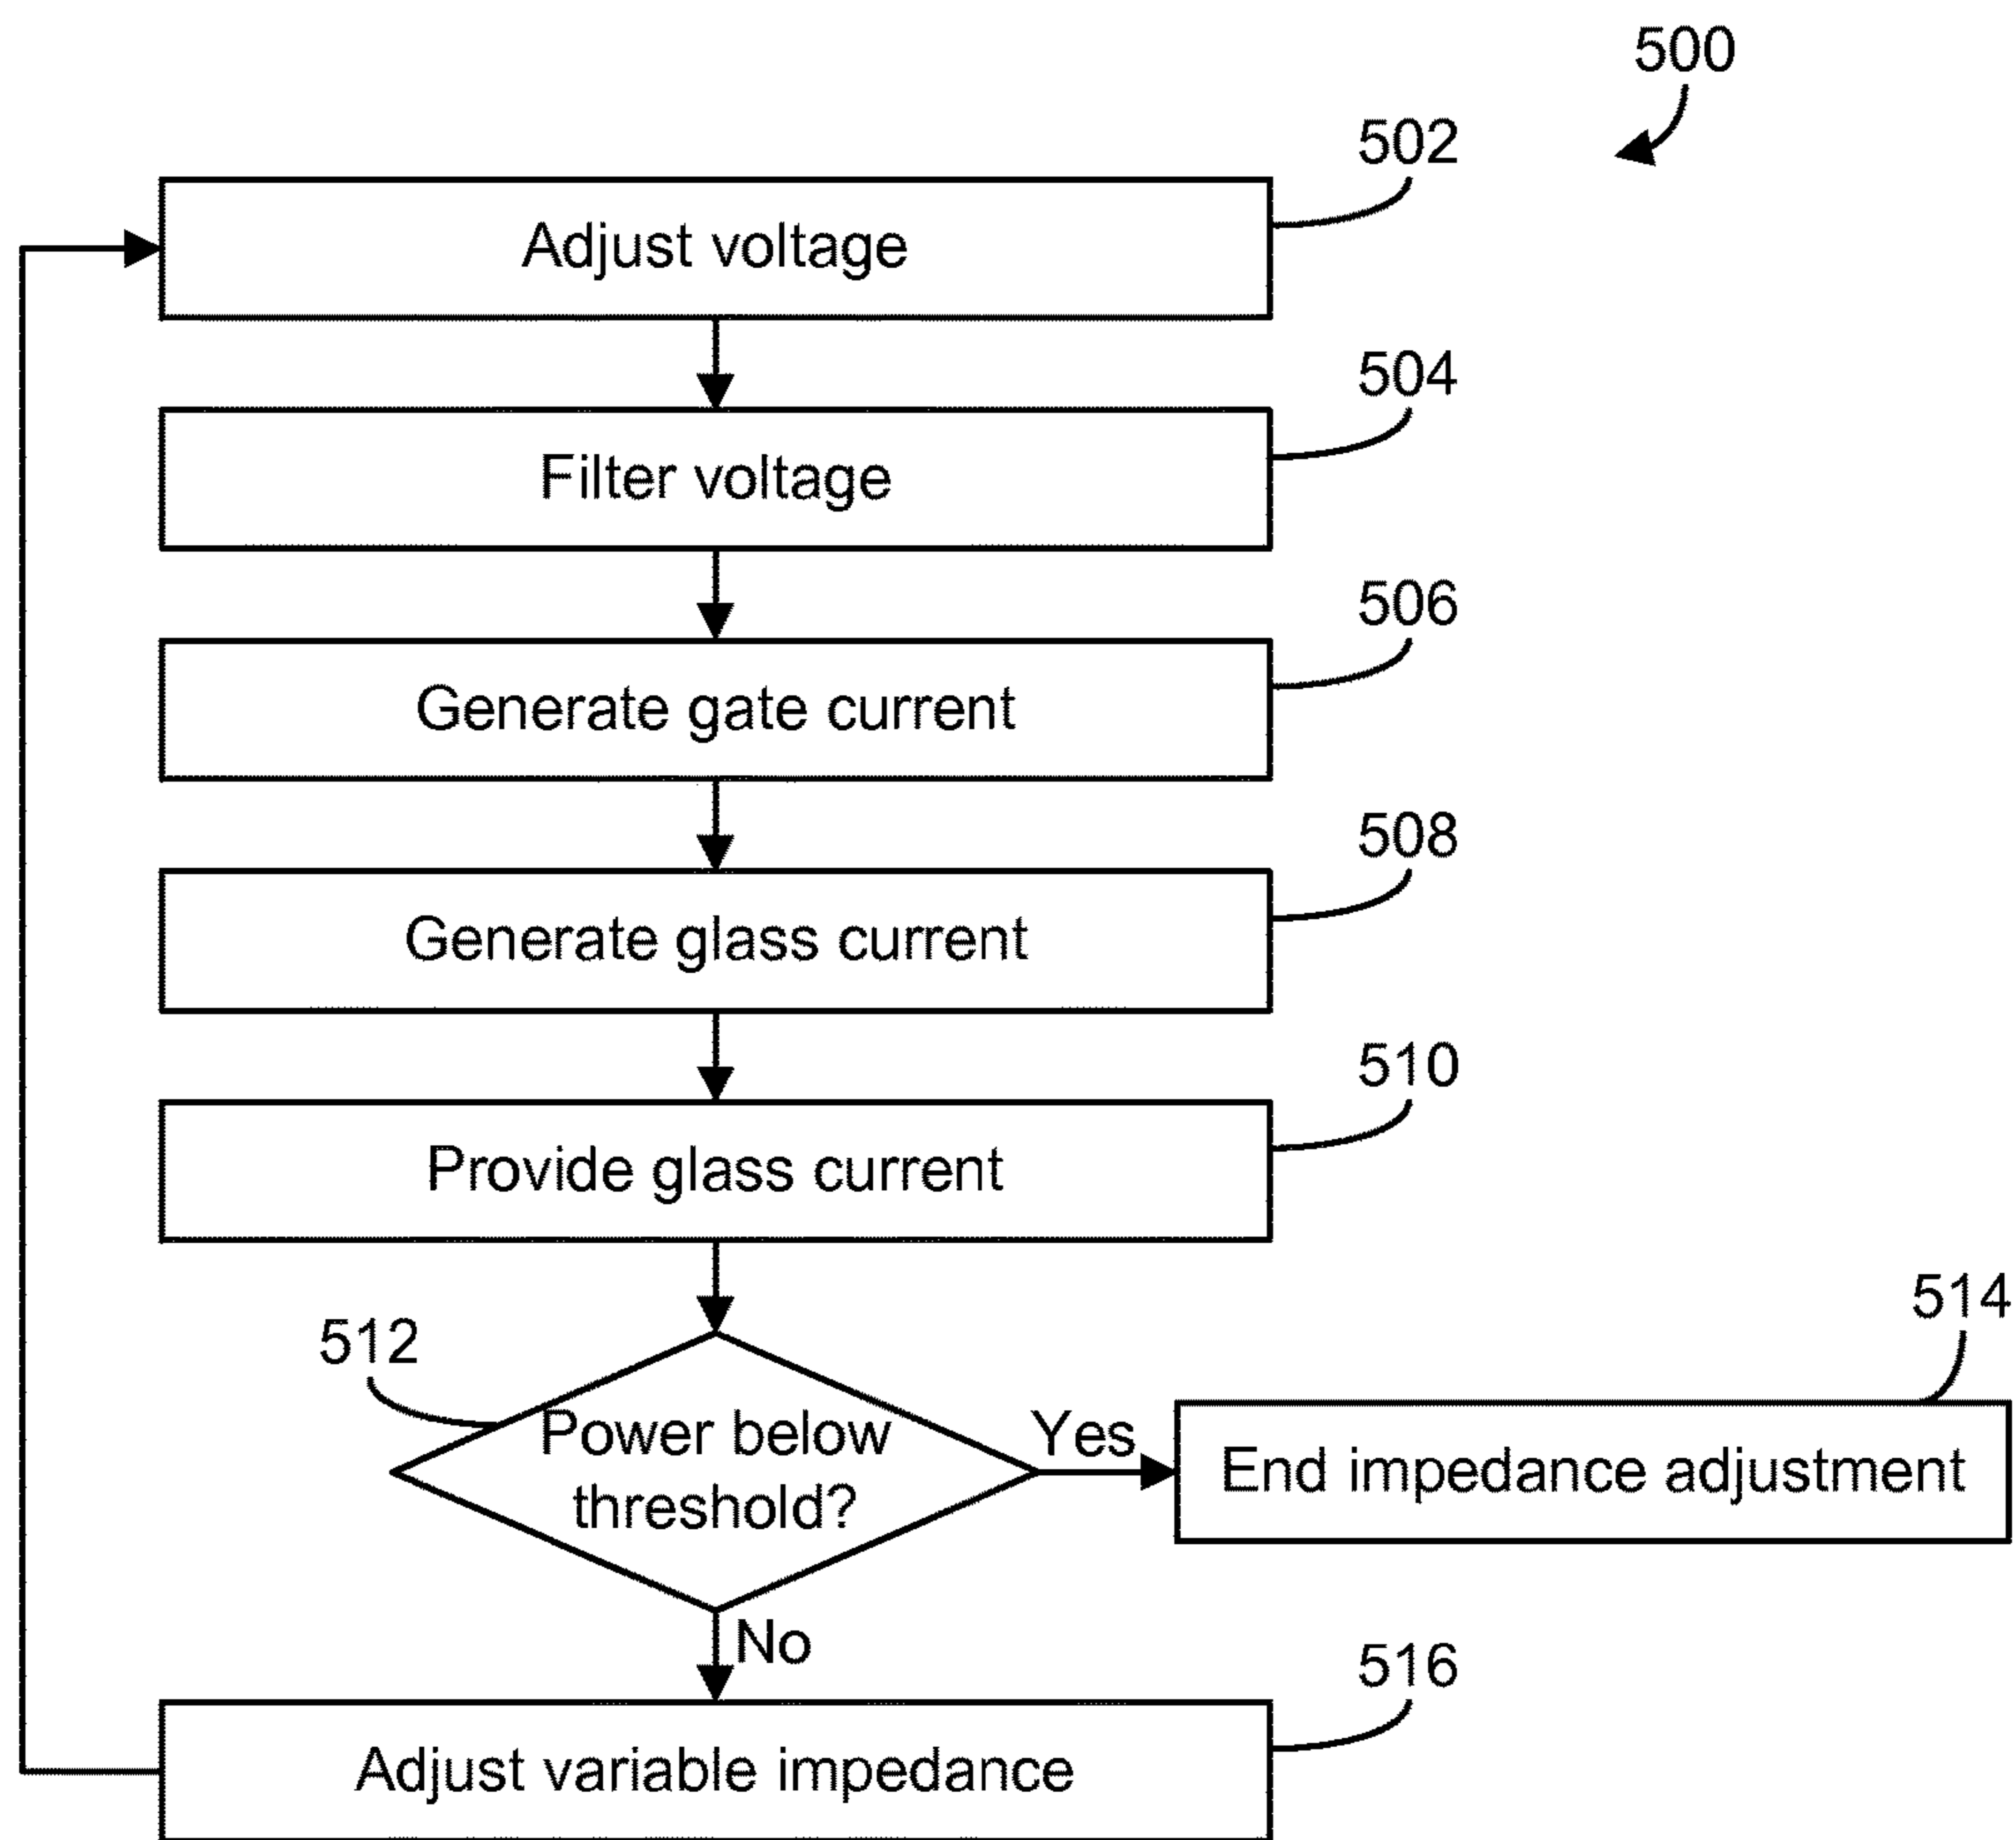 500
502
Adjust voltage
504
Filter voltage
506
Generate gate current
508
Generate glass current
510
Provide glass current
512
Power below
threshold?
Yes
514
End impedance adjustment
No
516
Adjust variable impedance